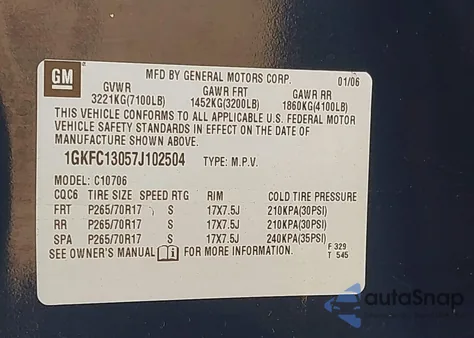 GM
MFD BY GENERAL MOTORS CORP. 01/06
GVWR GAWR FRT GAWR RR
3221KG(7100LB) 1452KG(3200LB) 1860KG(4100LB)
THIS VEHICLE CONFORMS TO ALL APPLICABLE U.S. FEDERAL MOTOR
VEHICLE SAFETY STANDARDS IN EFFECT ON THE DATE OF
MANUFACTURE SHOWN ABOVE.
1GKFC13057J102504 TYPE: M.P.V.
MODEL: C10706
CQC6 TIRE SIZE SPEED RTG RIM COLD TIRE PRESSURE
FRT P265/70R17 S 17X7.5J 210KPA(30PSI)
RR P265/70R17 S 17X7.5J 210KPA(30PSI)
SPA P265/70R17 S 17X7.5J 240KPA(35PSI)
SEE OWNER'S MANUAL i FOR MORE INFORMATION. F 329
T 545
autoSnap